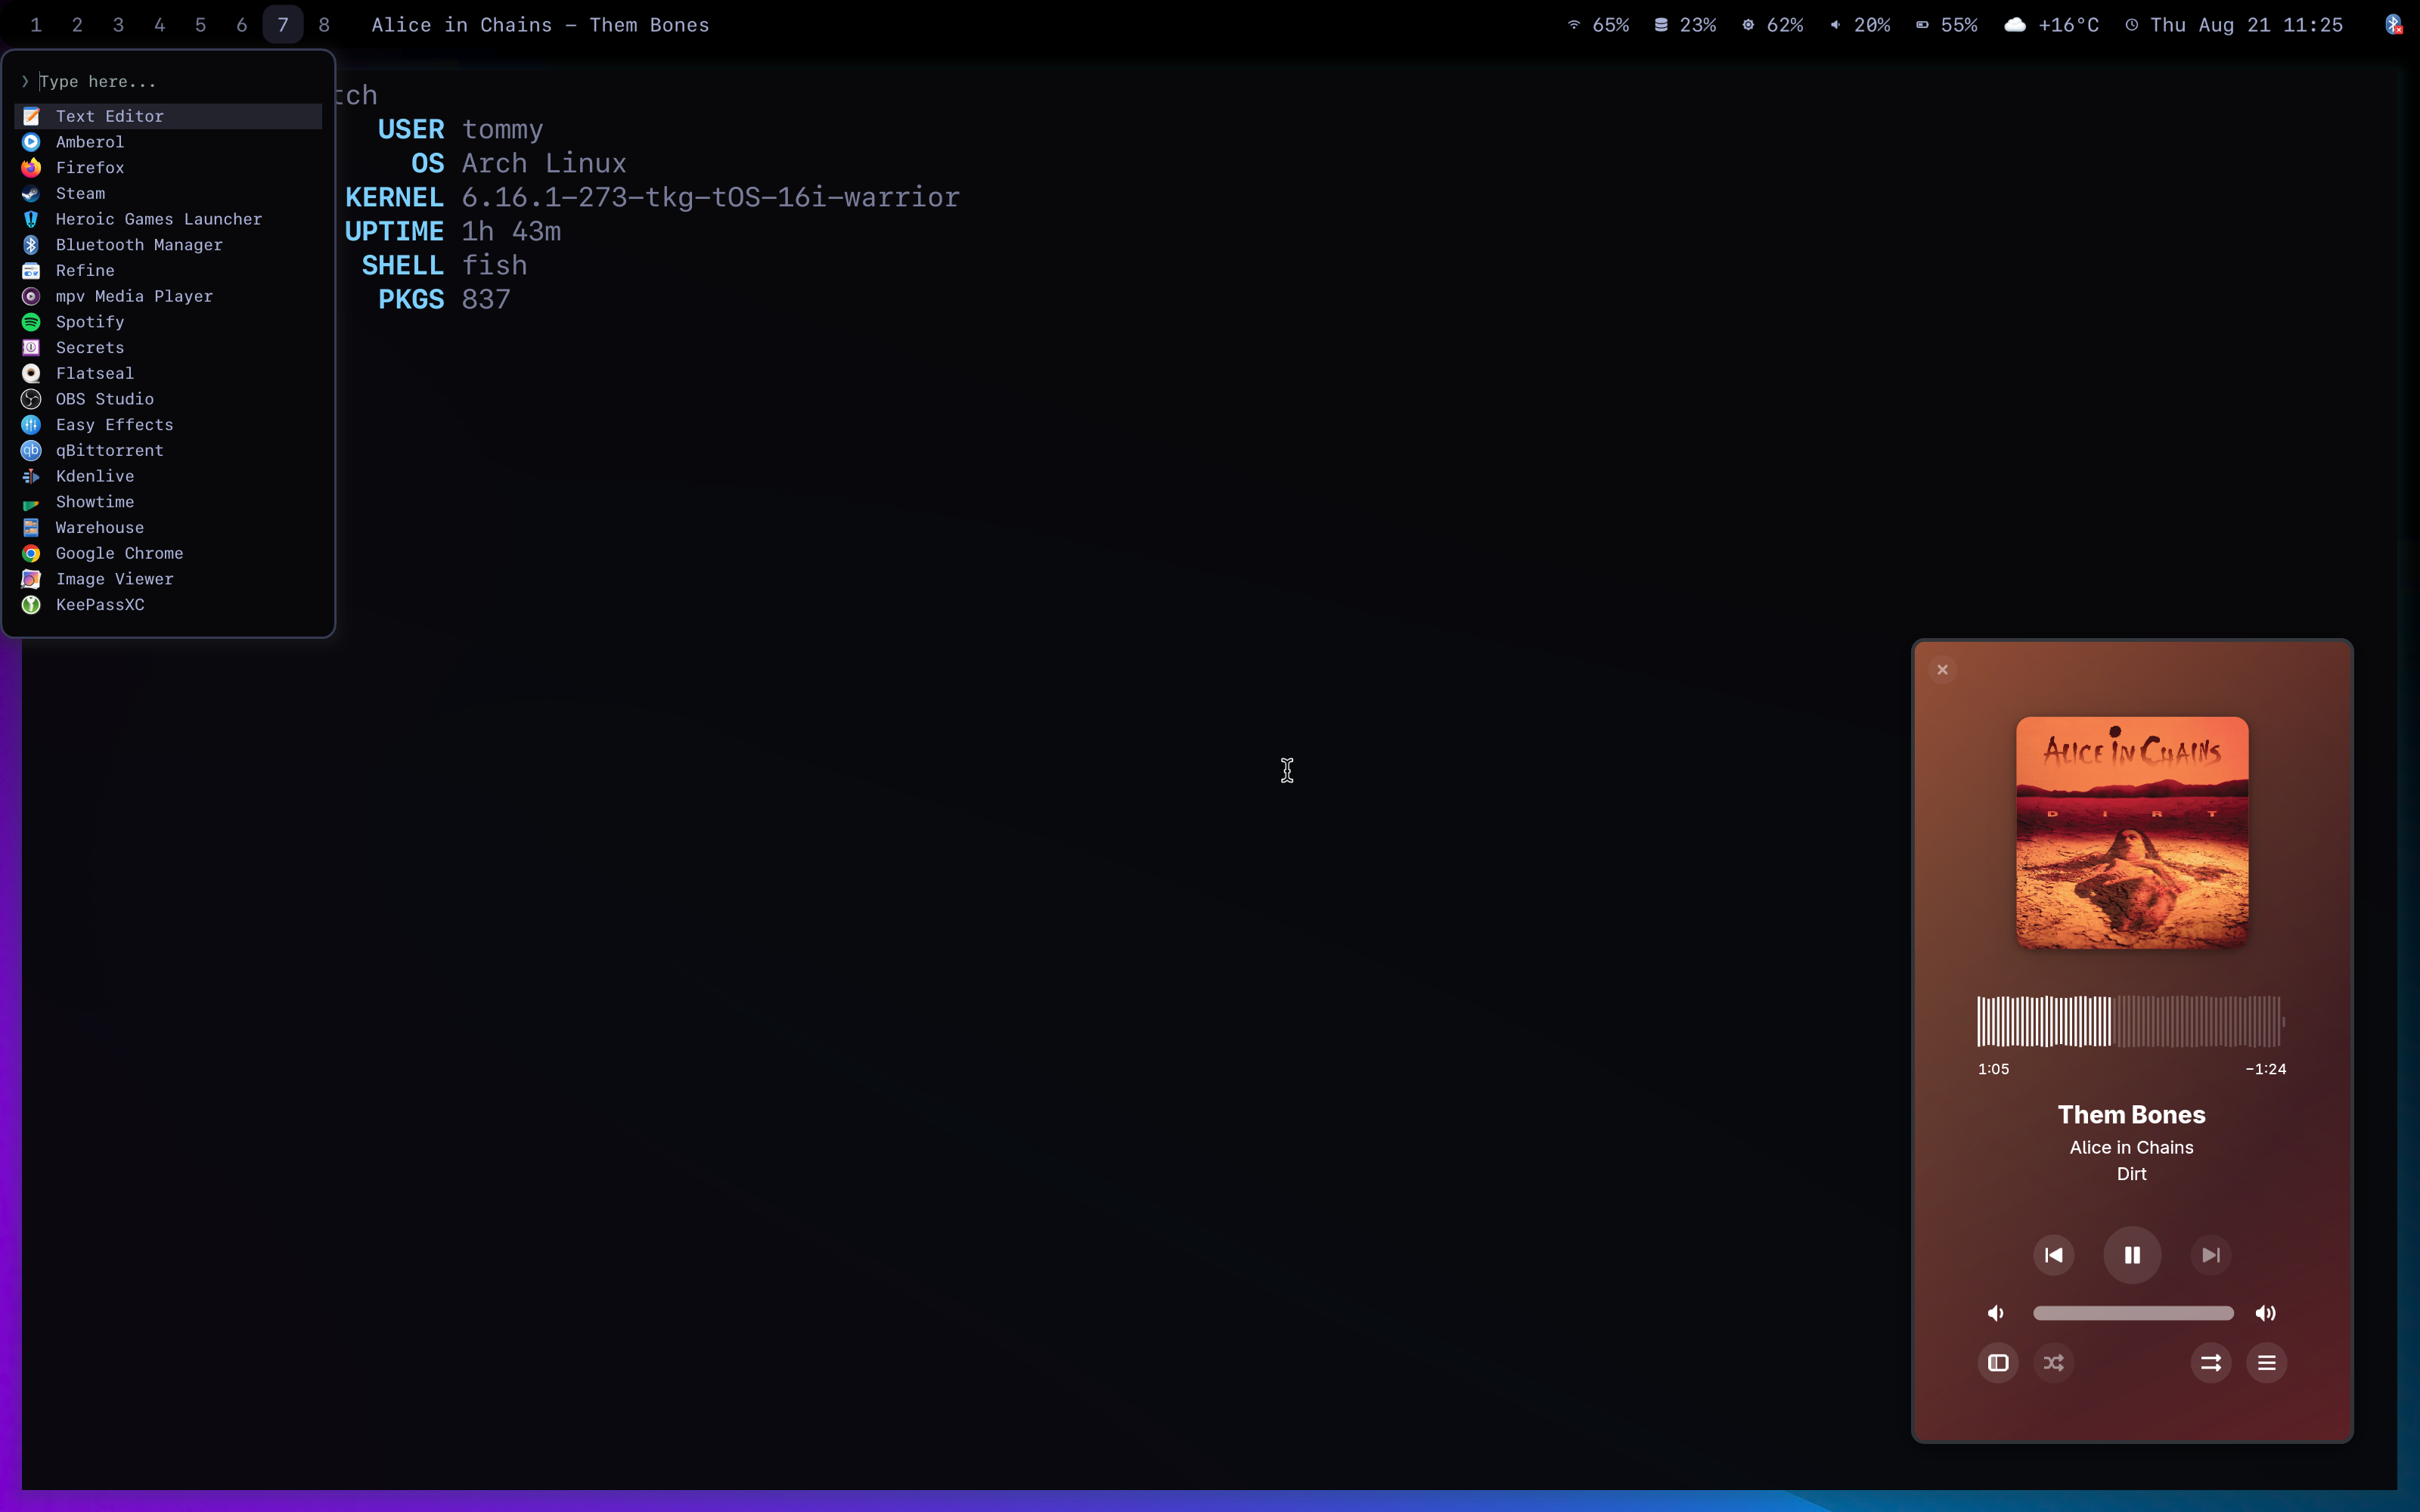 1 2 3 4 5 6 7 8 Alice in Chains – Them Bones 65% 23% 62% 20% 55% +16°C Thu Aug 21 11:25
❯ Type here...
Text Editor
Amberol
Firefox
Steam
Heroic Games Launcher
Bluetooth Manager
Refine
mpv Media Player
Spotify
Secrets
Flatseal
OBS Studio
Easy Effects
qBittorrent
Kdenlive
Showtime
Warehouse
Google Chrome
Image Viewer
KeePassXC
tch
USER tommy
OS Arch Linux
KERNEL 6.16.1-273-tkg-tOS-16i-warrior
UPTIME 1h 43m
SHELL fish
PKGS 837
ALICE IN CHAINS
DIRT
1:05 −1:24
Them Bones
Alice in Chains
Dirt